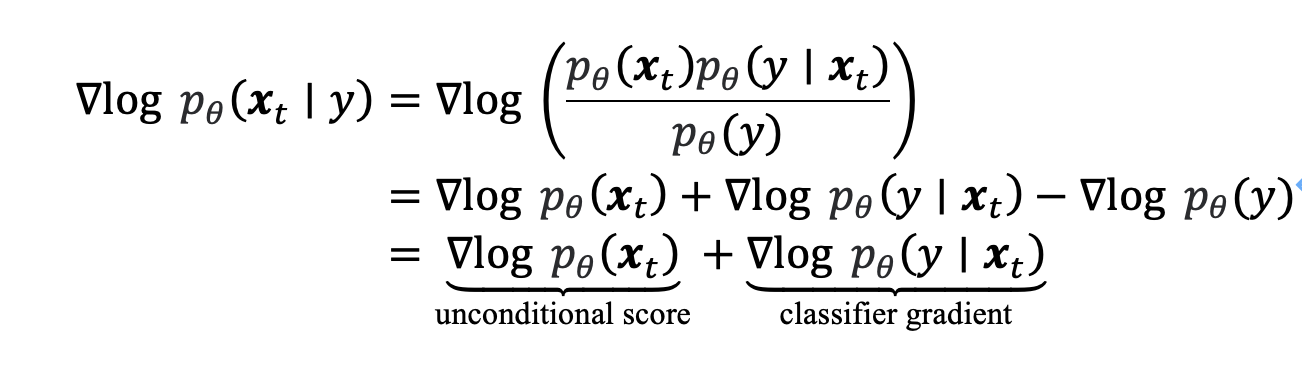 ∇log p_θ(x_t ∣ y) = ∇log (p_θ(x_t)p_θ(y ∣ x_t) / p_θ(y))
= ∇log p_θ(x_t) + ∇log p_θ(y ∣ x_t) − ∇log p_θ(y)
= ∇log p_θ(x_t) + ∇log p_θ(y ∣ x_t)
unconditional score classifier gradient